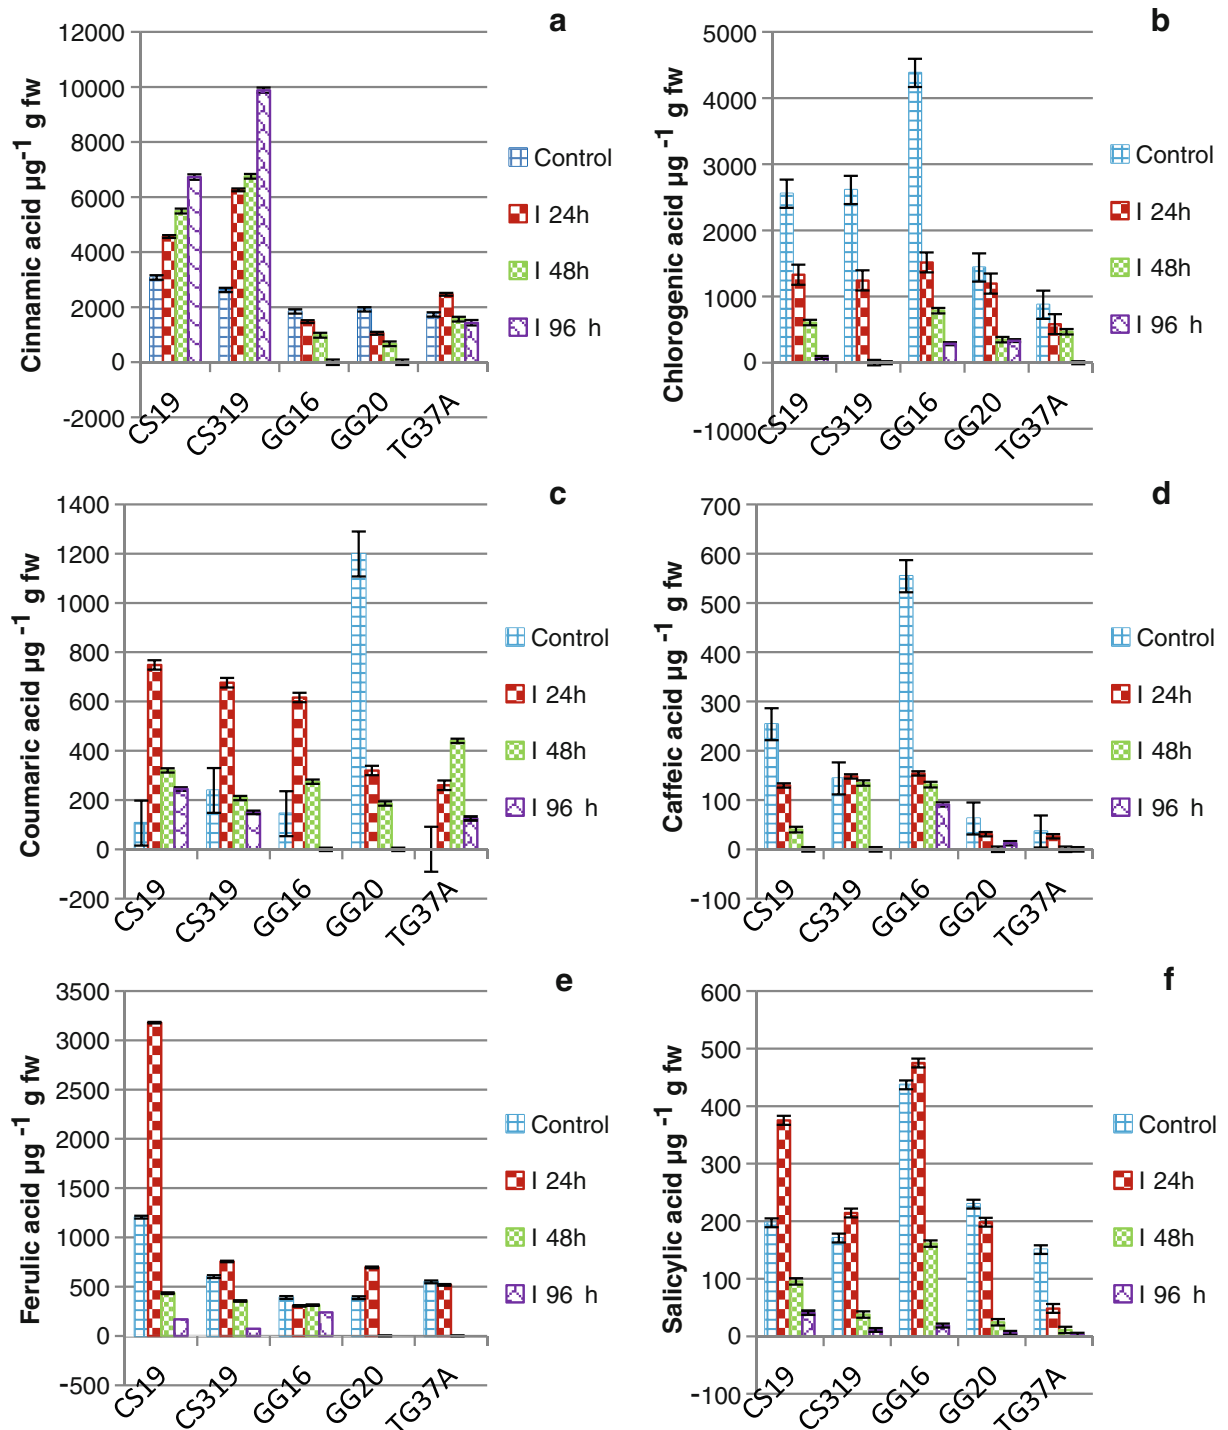 a
12000
10000
8000
6000
4000
2000
0
-2000
Cinnamic acid µg⁻¹ g fw
CS19
CS319
GG16
GG20
TG37A
Control
I 24h
I 48h
I 96 h
b
5000
4000
3000
2000
1000
0
-1000
Chlorogenic acid µg⁻¹ g fw
CS19
CS319
GG16
GG20
TG37A
Control
I 24h
I 48h
I 96 h
c
1400
1200
1000
800
600
400
200
0
-200
Coumaric acid µg⁻¹ g fw
CS19
CS319
GG16
GG20
TG37A
Control
I 24h
I 48h
I 96 h
d
700
600
500
400
300
200
100
0
-100
Caffeic acid µg⁻¹ g fw
CS19
CS319
GG16
GG20
TG37A
Control
I 24h
I 48h
I 96 h
e
3500
3000
2500
2000
1500
1000
500
0
-500
Ferulic acid µg⁻¹ g fw
CS19
CS319
GG16
GG20
TG37A
Control
I 24h
I 48h
I 96 h
f
600
500
400
300
200
100
0
-100
Salicylic acid µg⁻¹ g fw
CS19
CS319
GG16
GG20
TG37A
Control
I 24h
I 48h
I 96 h